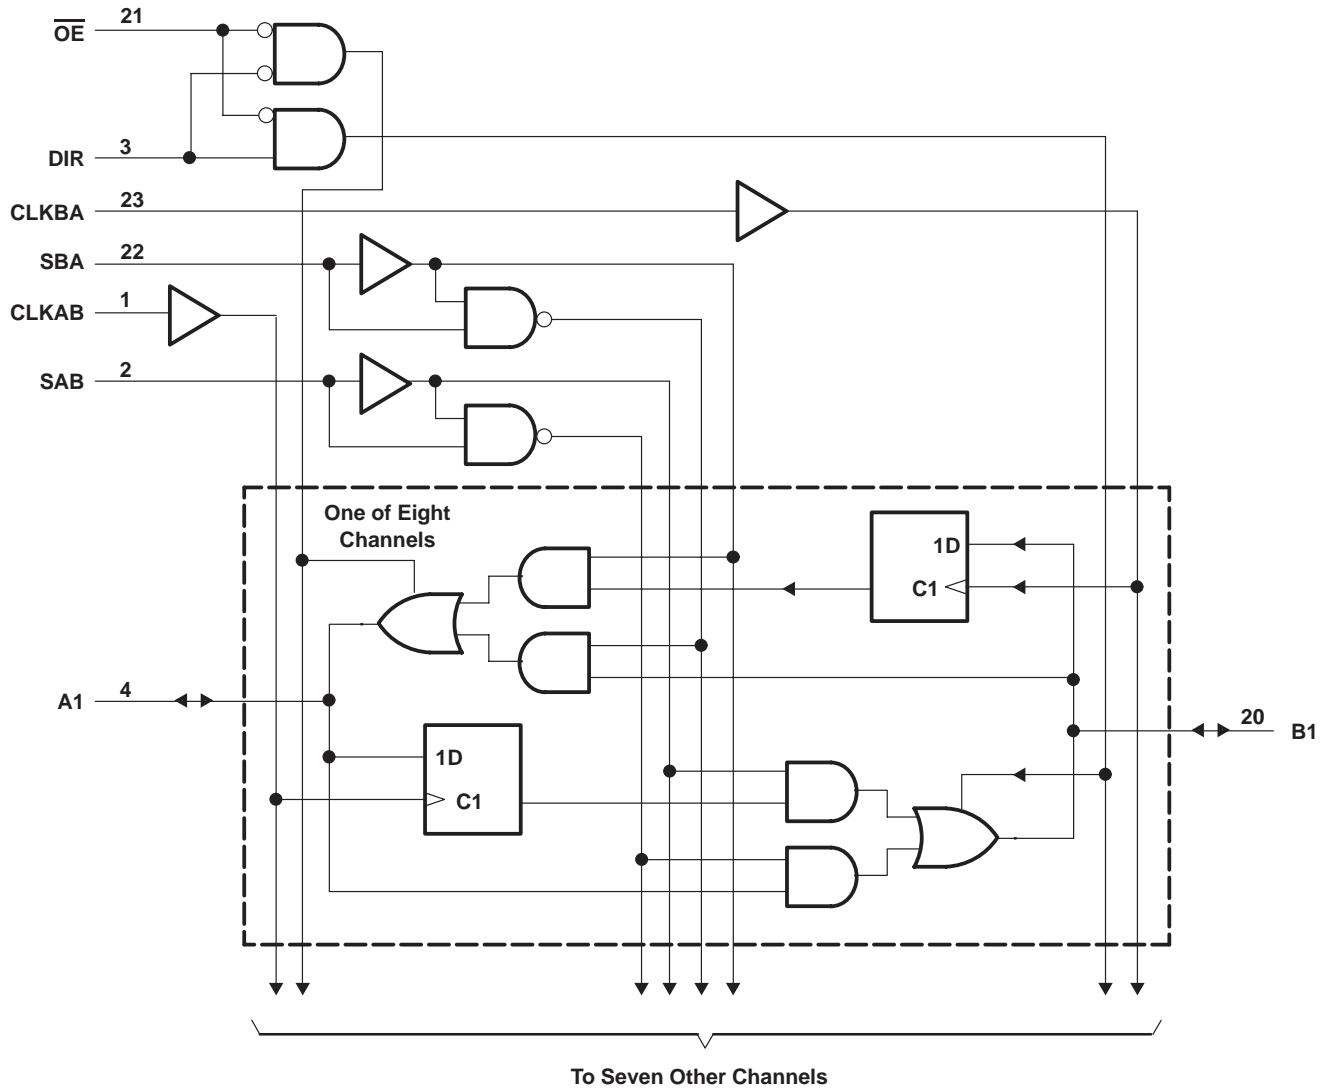 OE 21
DIR 3
CLKBA 23
SBA 22
CLKAB 1
SAB 2
One of Eight
Channels
1D
C1
A1 4
20 B1
1D
C1
To Seven Other Channels